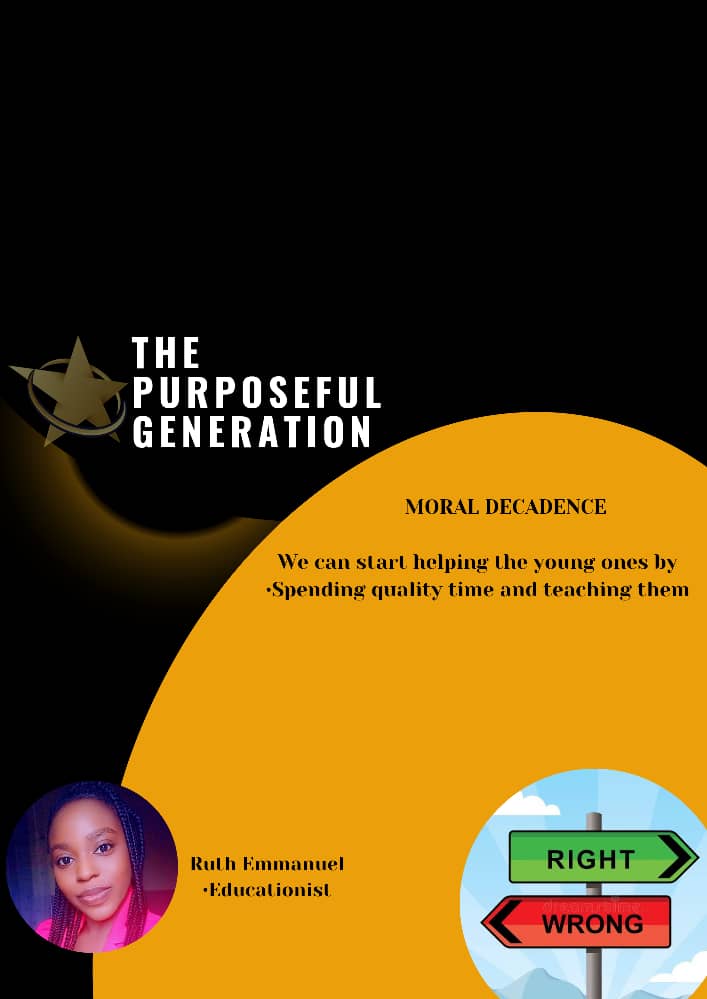 THE
PURPOSEFUL
GENERATION
MORAL DECADENCE
We can start helping the young ones by
•Spending quality time and teaching them
Ruth Emmanuel
•Educationist
RIGHT
dreamstime
WRONG